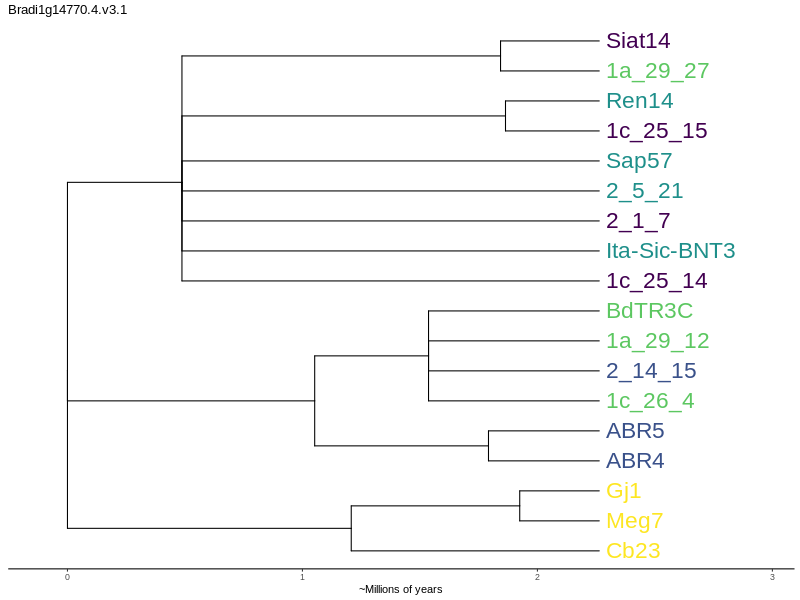 Bradi1g14770.4.v3.1
Siat14
1a_29_27
Ren14
1c_25_15
Sap57
2_5_21
2_1_7
Ita-Sic-BNT3
1c_25_14
BdTR3C
1a_29_12
2_14_15
1c_26_4
ABR5
ABR4
Gj1
Meg7
Cb23
0 1 2 3
~Millions of years